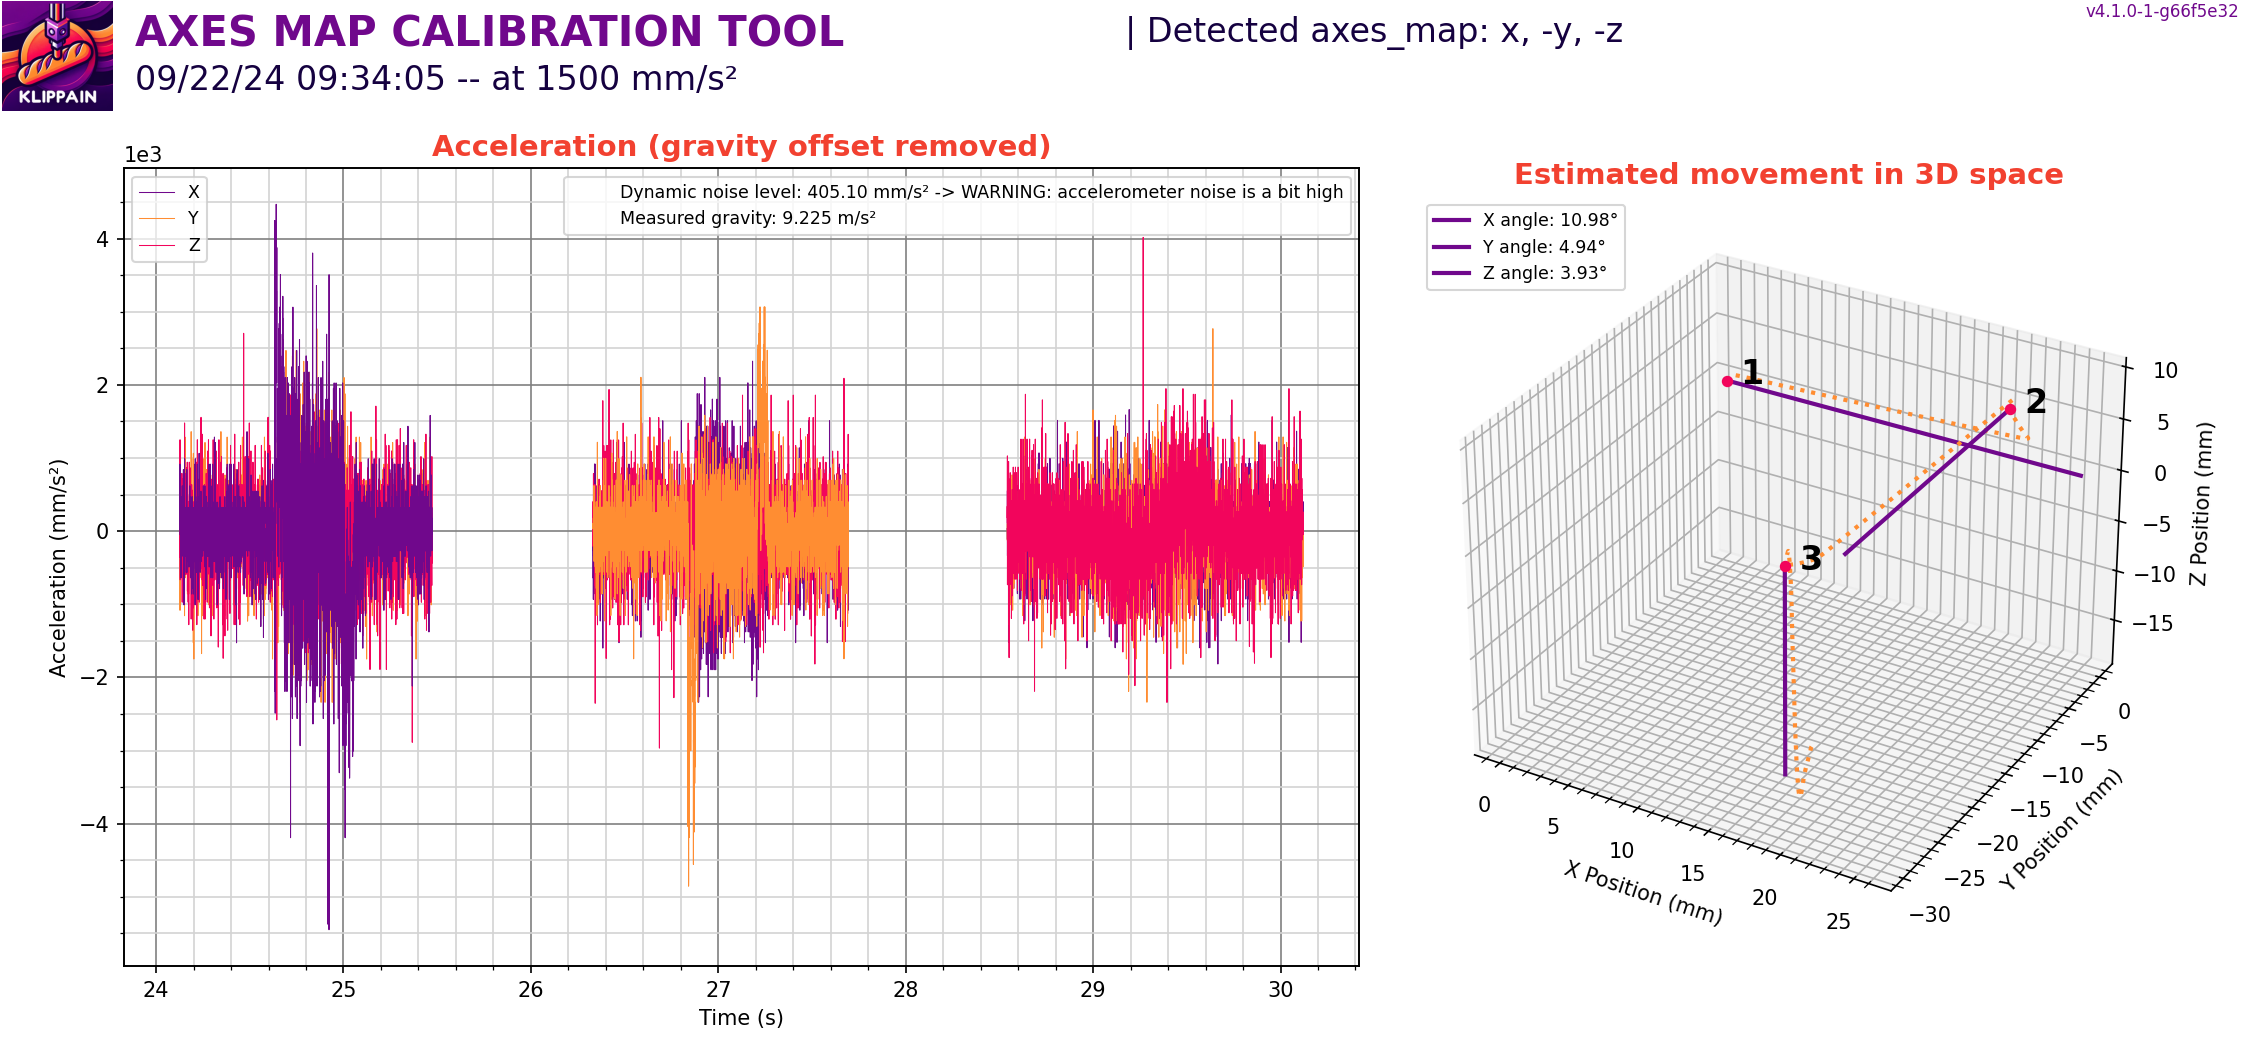 KLIPPAIN
AXES MAP CALIBRATION TOOL
| Detected axes_map: x, -y, -z
v4.1.0-1-g66f5e32
09/22/24 09:34:05 -- at 1500 mm/s²
Acceleration (gravity offset removed)
1e3
X
Y
Z
Dynamic noise level: 405.10 mm/s² -> WARNING: accelerometer noise is a bit high
Measured gravity: 9.225 m/s²
4
2
0
−2
−4
Acceleration (mm/s²)
24
25
26
27
28
29
30
Time (s)
Estimated movement in 3D space
X angle: 10.98°
Y angle: 4.94°
Z angle: 3.93°
1
2
3
10
5
0
−5
−10
−15
Z Position (mm)
0
−5
−10
−15
−20
−25
−30
Y Position (mm)
0
5
10
15
20
25
X Position (mm)